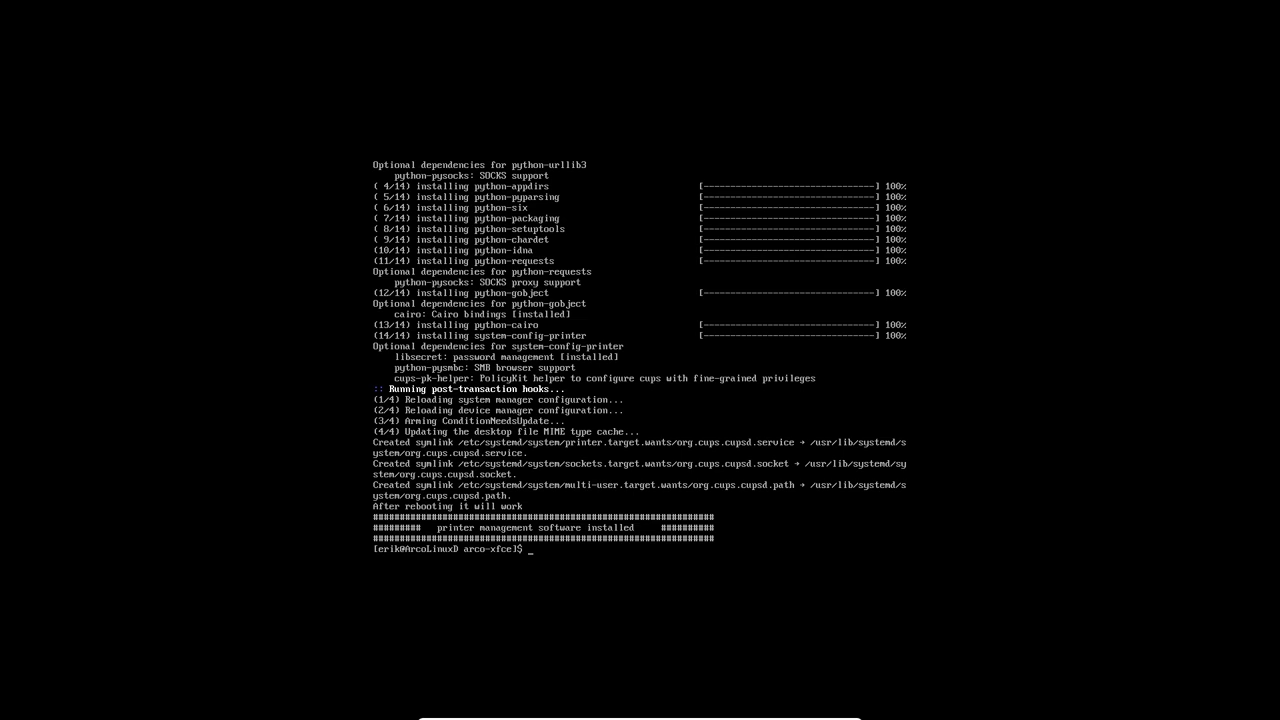 Optional dependencies for python-urllib3
    python-pysocks: SOCKS support
( 4/14) installing python-appdirs                            [--------------------------------] 100%
( 5/14) installing python-pyparsing                          [--------------------------------] 100%
( 6/14) installing python-six                                [--------------------------------] 100%
( 7/14) installing python-packaging                          [--------------------------------] 100%
( 8/14) installing python-setuptools                         [--------------------------------] 100%
( 9/14) installing python-chardet                            [--------------------------------] 100%
(10/14) installing python-idna                               [--------------------------------] 100%
(11/14) installing python-requests                           [--------------------------------] 100%
Optional dependencies for python-requests
    python-pysocks: SOCKS proxy support
(12/14) installing python-gobject                            [--------------------------------] 100%
Optional dependencies for python-gobject
    cairo: Cairo bindings [installed]
(13/14) installing python-cairo                              [--------------------------------] 100%
(14/14) installing system-config-printer                     [--------------------------------] 100%
Optional dependencies for system-config-printer
    libsecret: password management [installed]
    python-pysmbc: SMB browser support
    cups-pk-helper: PolicyKit helper to configure cups with fine-grained privileges
:: Running post-transaction hooks...
(1/4) Reloading system manager configuration...
(2/4) Reloading device manager configuration...
(3/4) Arming ConditionNeedsUpdate...
(4/4) Updating the desktop file MIME type cache...
Created symlink /etc/systemd/system/printer.target.wants/org.cups.cupsd.service → /usr/lib/systemd/s
ystem/org.cups.cupsd.service.
Created symlink /etc/systemd/system/sockets.target.wants/org.cups.cupsd.socket → /usr/lib/systemd/sy
stem/org.cups.cupsd.socket.
Created symlink /etc/systemd/system/multi-user.target.wants/org.cups.cupsd.path → /usr/lib/systemd/s
ystem/org.cups.cupsd.path.
After rebooting it will work
################################################################
#########   printer management software installed     ##########
################################################################
[erik@ArcoLinuxD arco-xfce]$ _